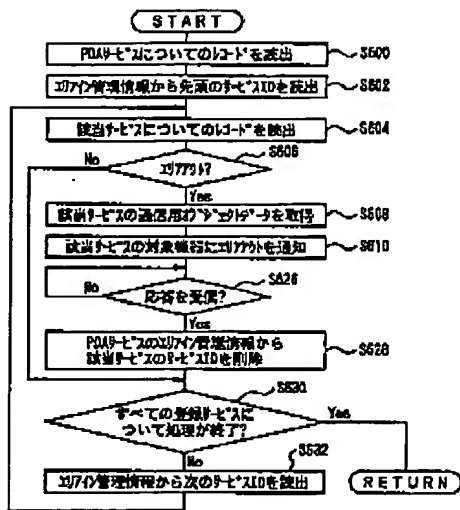 START
PDAサービスについてのレコードを読出
S600
エリアイン管理情報から先頭のサービスIDを読出
S602
該当サービスについてのレコードを読出
S604
S606
エリアアウト?
No
Yes
該当サービスの通信用オブジェクトデータを取得
S608
該当サービスの対象機器にエリアアウトを通知
S610
S626
応答を受信?
No
Yes
PDAサービスのエリアイン管理情報から
該当サービスのサービスIDを削除
S628
S630
すべての登録サービスに
ついて処理が終了?
Yes
No
S632
エリアイン管理情報から次のサービスIDを読出
RETURN